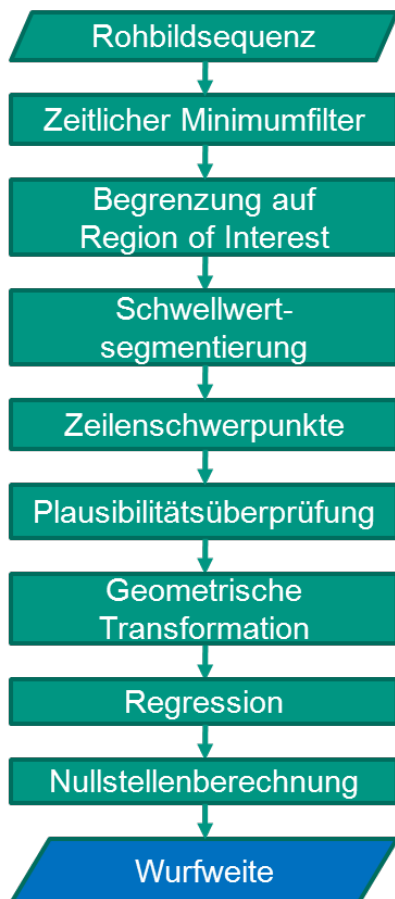 Rohbildsequenz
Zeitlicher Minimumfilter
Begrenzung auf
Region of Interest
Schwellwert-
segmentierung
Zeilenschwerpunkte
Plausibilitätsüberprüfung
Geometrische
Transformation
Regression
Nullstellenberechnung
Wurfweite